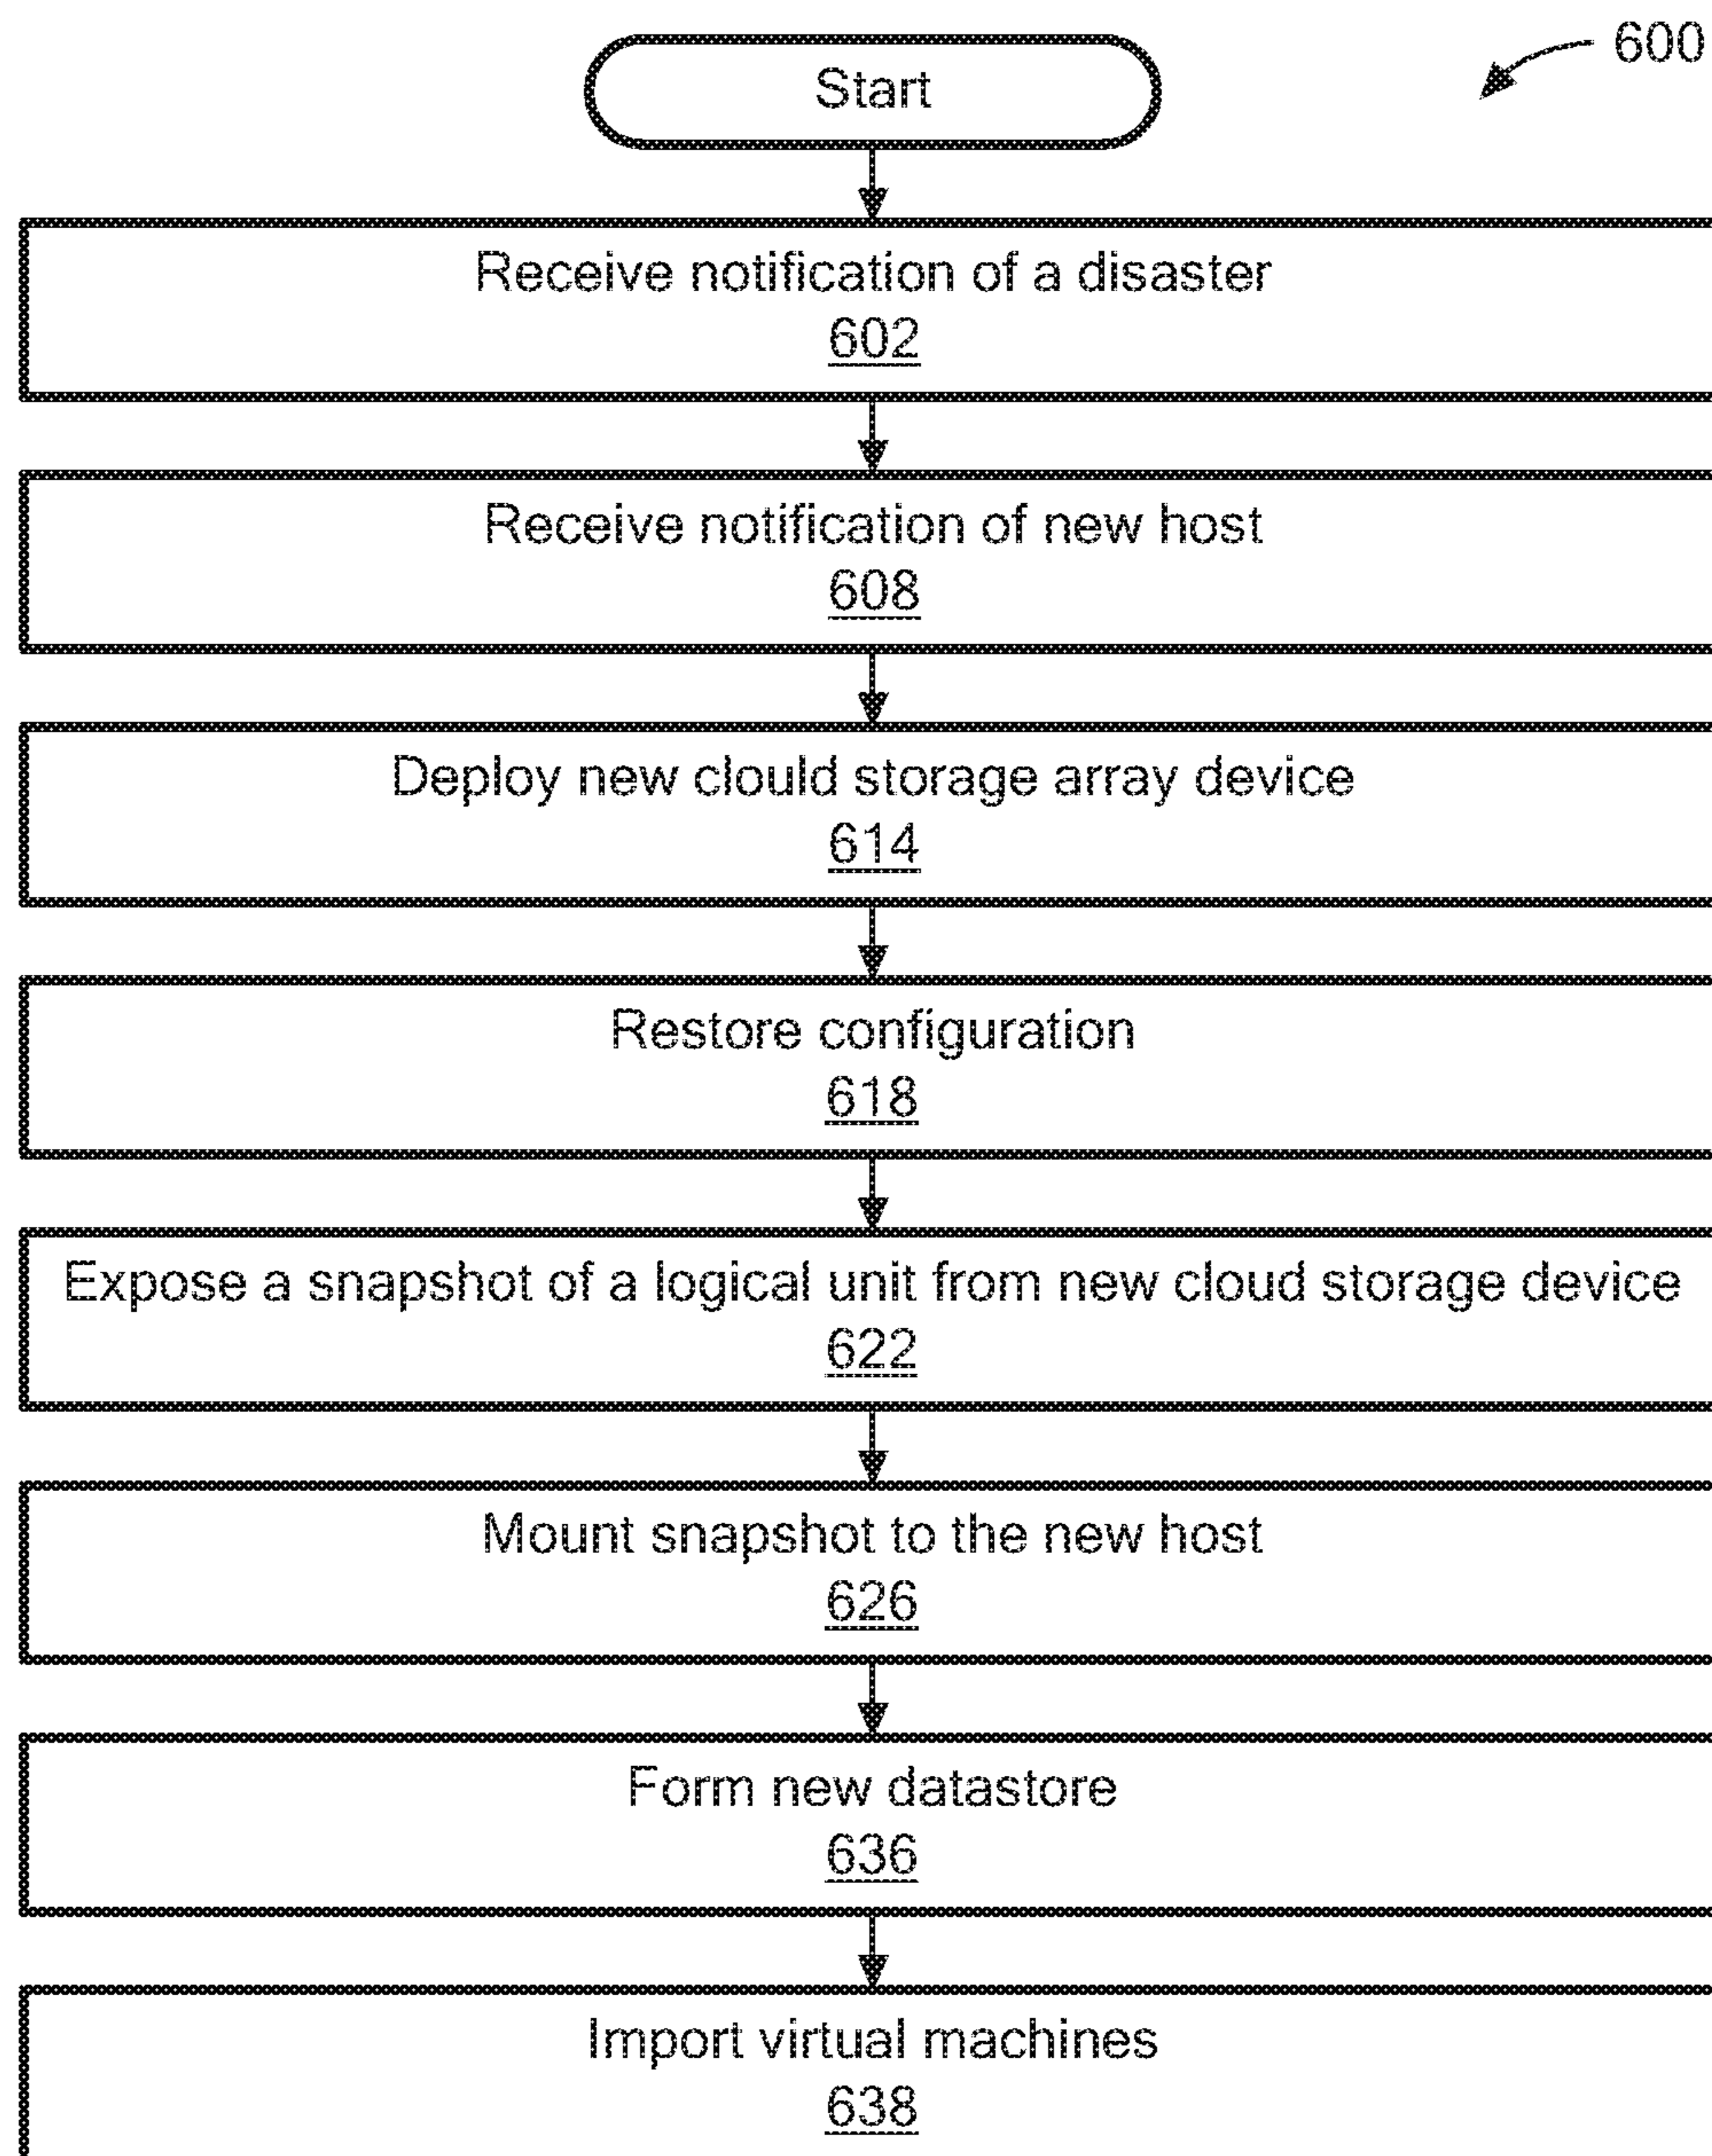 600
Start
Receive notification of a disaster
602
Receive notification of new host
608
Deploy new clould storage array device
614
Restore configuration
618
Expose a snapshot of a logical unit from new cloud storage device
622
Mount snapshot to the new host
626
Form new datastore
636
Import virtual machines
638